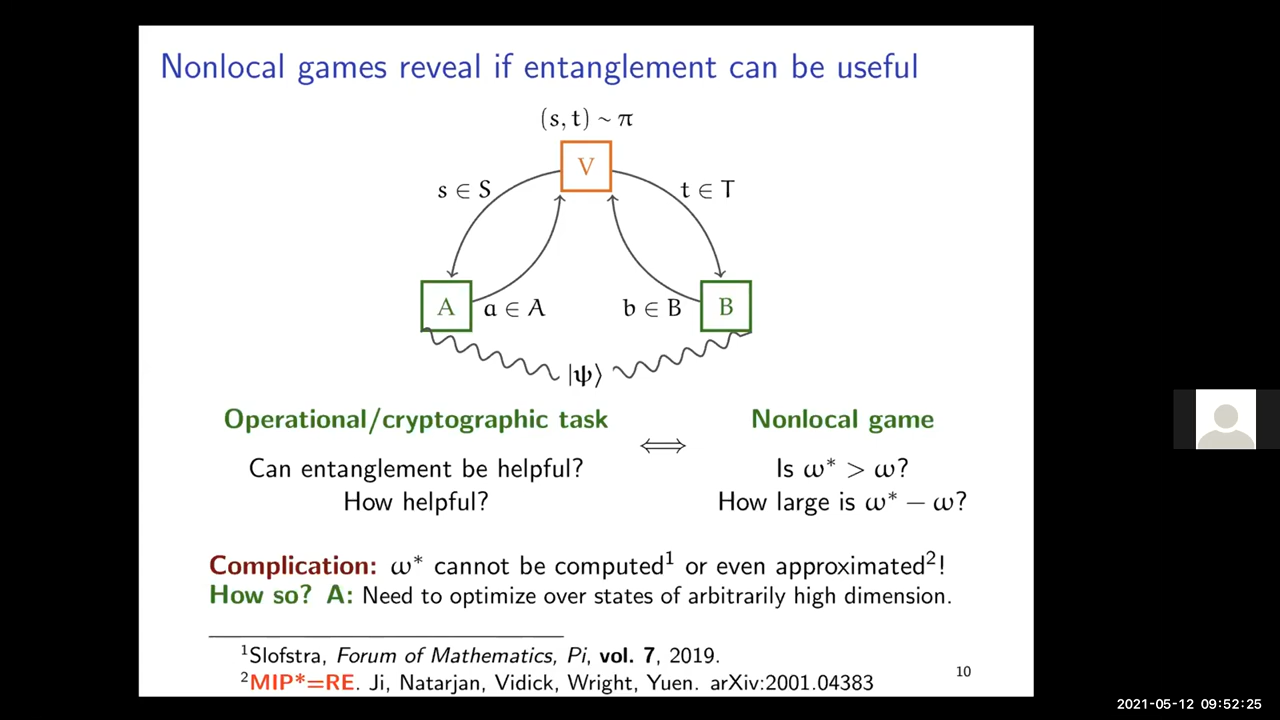 Nonlocal games reveal if entanglement can be useful
(s, t) ~ π
V
s ∈ S
t ∈ T
A
a ∈ A
b ∈ B
B
|ψ⟩
Operational/cryptographic task
Can entanglement be helpful?
How helpful?
⟺
Nonlocal game
Is ω* > ω?
How large is ω* − ω?
Complication: ω* cannot be computed¹ or even approximated²!
How so? A: Need to optimize over states of arbitrarily high dimension.
¹Slofstra, Forum of Mathematics, Pi, vol. 7, 2019.
²MIP*=RE. Ji, Natarjan, Vidick, Wright, Yuen. arXiv:2001.04383
10
2021-05-12 09:52:25